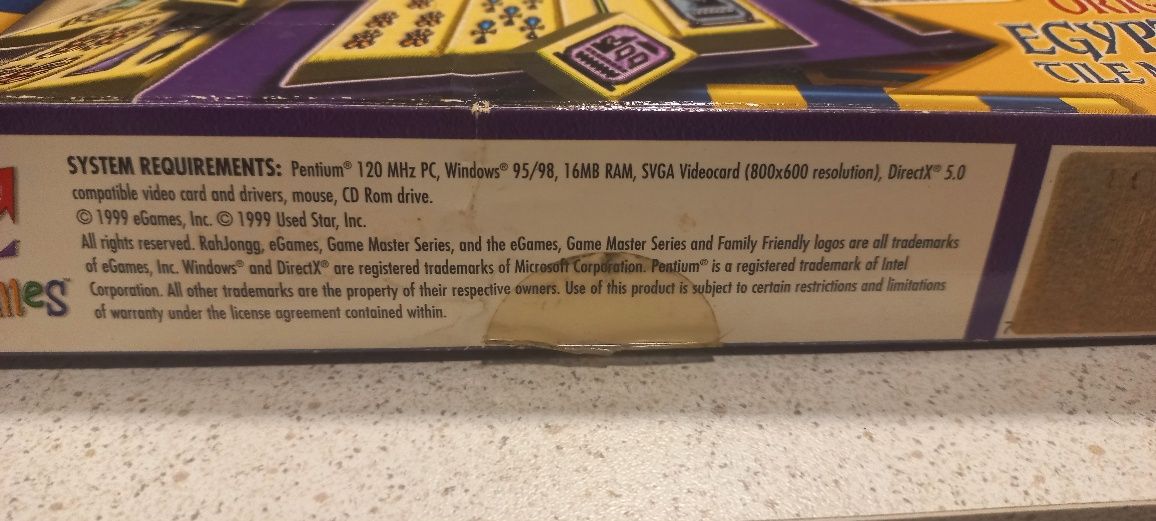 EGYP
TILE
SYSTEM REQUIREMENTS: Pentium® 120 MHz PC, Windows® 95/98, 16MB RAM, SVGA Videocard (800x600 resolution), DirectX® 5.0
compatible video card and drivers, mouse, CD Rom drive.
© 1999 eGames, Inc. © 1999 Used Star, Inc.
All rights reserved. RahJongg, eGames, Game Master Series, and the eGames, Game Master Series and Family Friendly logos are all trademarks
of eGames, Inc. Windows® and DirectX® are registered trademarks of Microsoft Corporation. Pentium® is a registered trademark of Intel
Corporation. All other trademarks are the property of their respective owners. Use of this product is subject to certain restrictions and limitations
of warranty under the license agreement contained within.